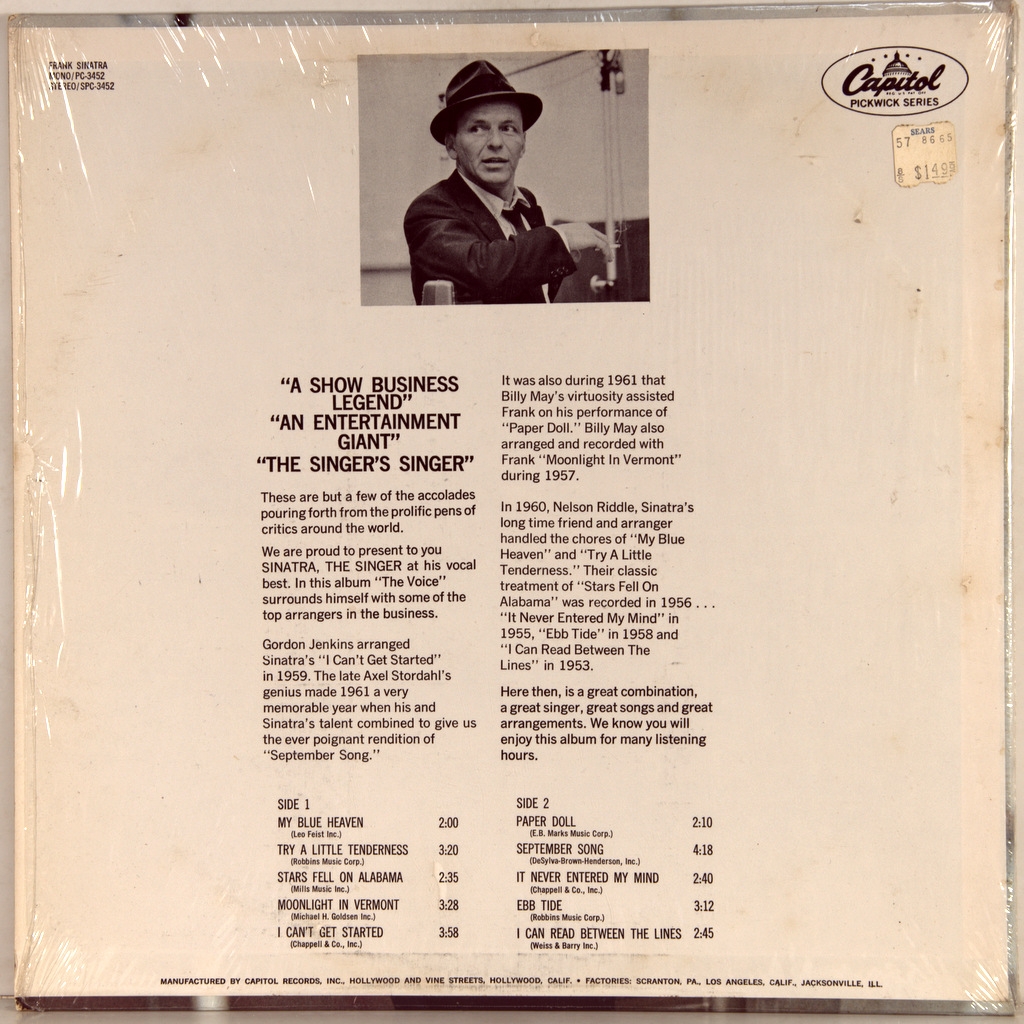 FRANK SINATRA
MONO/PC-3452
STEREO/SPC-3452
Capitol
REG. U.S. PAT. OFF.
PICKWICK SERIES
SEARS
57 8665
8/5 $1.49
"A SHOW BUSINESS
LEGEND"
"AN ENTERTAINMENT
GIANT"
"THE SINGER'S SINGER"
These are but a few of the accolades
pouring forth from the prolific pens of
critics around the world.
We are proud to present to you
SINATRA, THE SINGER at his vocal
best. In this album "The Voice"
surrounds himself with some of the
top arrangers in the business.
Gordon Jenkins arranged
Sinatra's "I Can't Get Started"
in 1959. The late Axel Stordahl's
genius made 1961 a very
memorable year when his and
Sinatra's talent combined to give us
the ever poignant rendition of
"September Song."
It was also during 1961 that
Billy May's virtuosity assisted
Frank on his performance of
"Paper Doll." Billy May also
arranged and recorded with
Frank "Moonlight In Vermont"
during 1957.
In 1960, Nelson Riddle, Sinatra's
long time friend and arranger
handled the chores of "My Blue
Heaven" and "Try A Little
Tenderness." Their classic
treatment of "Stars Fell On
Alabama" was recorded in 1956 . . .
"It Never Entered My Mind" in
1955, "Ebb Tide" in 1958 and
"I Can Read Between The
Lines" in 1953.
Here then, is a great combination,
a great singer, great songs and great
arrangements. We know you will
enjoy this album for many listening
hours.
SIDE 1
MY BLUE HEAVEN 2:00
(Leo Feist Inc.)
TRY A LITTLE TENDERNESS 3:20
(Robbins Music Corp.)
STARS FELL ON ALABAMA 2:35
(Mills Music Inc.)
MOONLIGHT IN VERMONT 3:28
(Michael H. Goldsen Inc.)
I CAN'T GET STARTED 3:58
(Chappell & Co., Inc.)
SIDE 2
PAPER DOLL 2:10
(E.B. Marks Music Corp.)
SEPTEMBER SONG 4:18
(DeSylva-Brown-Henderson, Inc.)
IT NEVER ENTERED MY MIND 2:40
(Chappell & Co., Inc.)
EBB TIDE 3:12
(Robbins Music Corp.)
I CAN READ BETWEEN THE LINES 2:45
(Weiss & Barry Inc.)
MANUFACTURED BY CAPITOL RECORDS, INC., HOLLYWOOD AND VINE STREETS, HOLLYWOOD, CALIF. • FACTORIES: SCRANTON, PA., LOS ANGELES, CALIF., JACKSONVILLE, ILL.